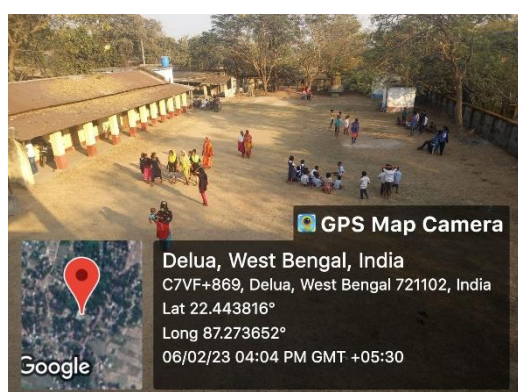 GPS Map Camera
Delua, West Bengal, India
C7VF+869, Delua, West Bengal 721102, India
Lat 22.443816°
Long 87.273652°
06/02/23 04:04 PM GMT +05:30
Google